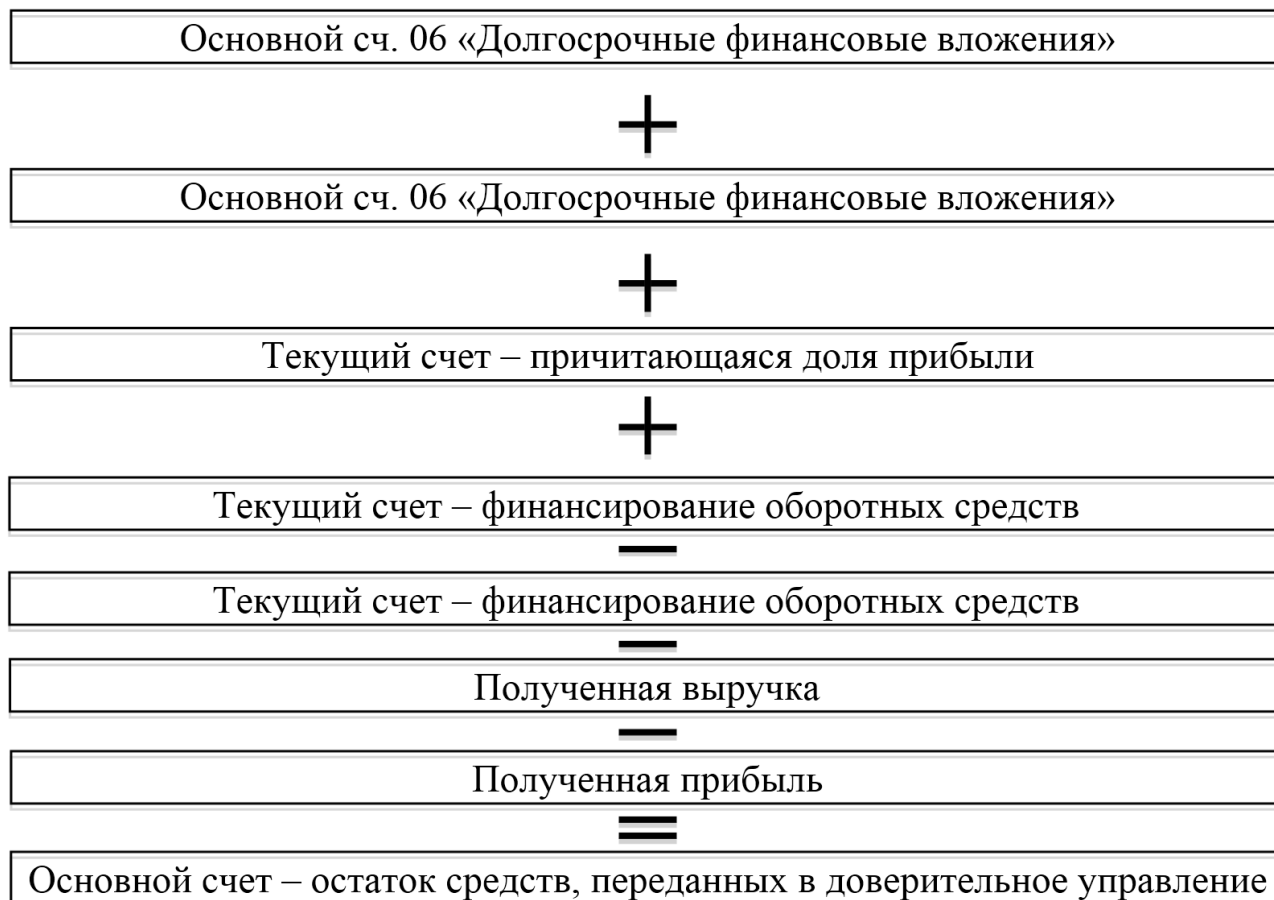 Основной сч. 06 «Долгосрочные финансовые вложения»
+
Основной сч. 06 «Долгосрочные финансовые вложения»
+
Текущий счет – причитающаяся доля прибыли
+
Текущий счет – финансирование оборотных средств
−
Текущий счет – финансирование оборотных средств
−
Полученная выручка
−
Полученная прибыль
=
Основной счет – остаток средств, переданных в доверительное управление